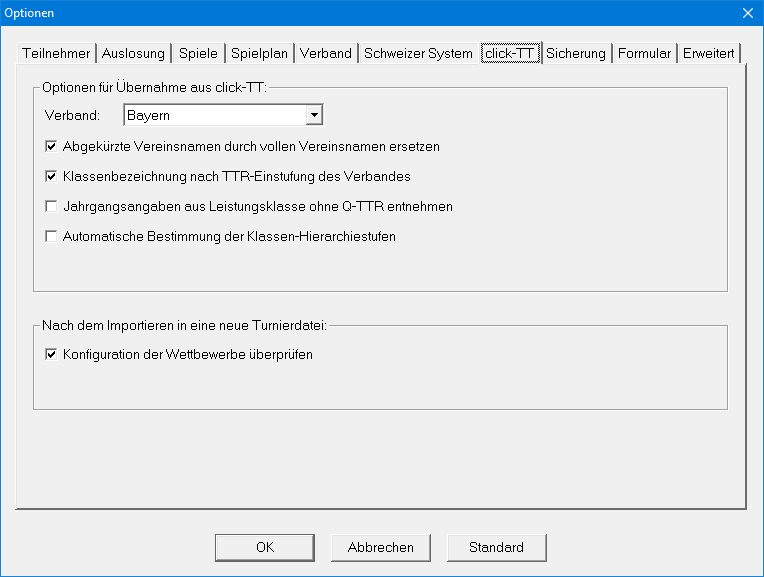 Optionen
Teilnehmer Auslosung Spiele Spielplan Verband Schweizer System click-TT Sicherung Formular Erweitert
Optionen für Übernahme aus click-TT:
Verband: Bayern
Abgekürzte Vereinsnamen durch vollen Vereinsnamen ersetzen
Klassenbezeichnung nach TTR-Einstufung des Verbandes
Jahrgangsangaben aus Leistungsklasse ohne Q-TTR entnehmen
Automatische Bestimmung der Klassen-Hierarchiestufen
Nach dem Importieren in eine neue Turnierdatei:
Konfiguration der Wettbewerbe überprüfen
OK Abbrechen Standard